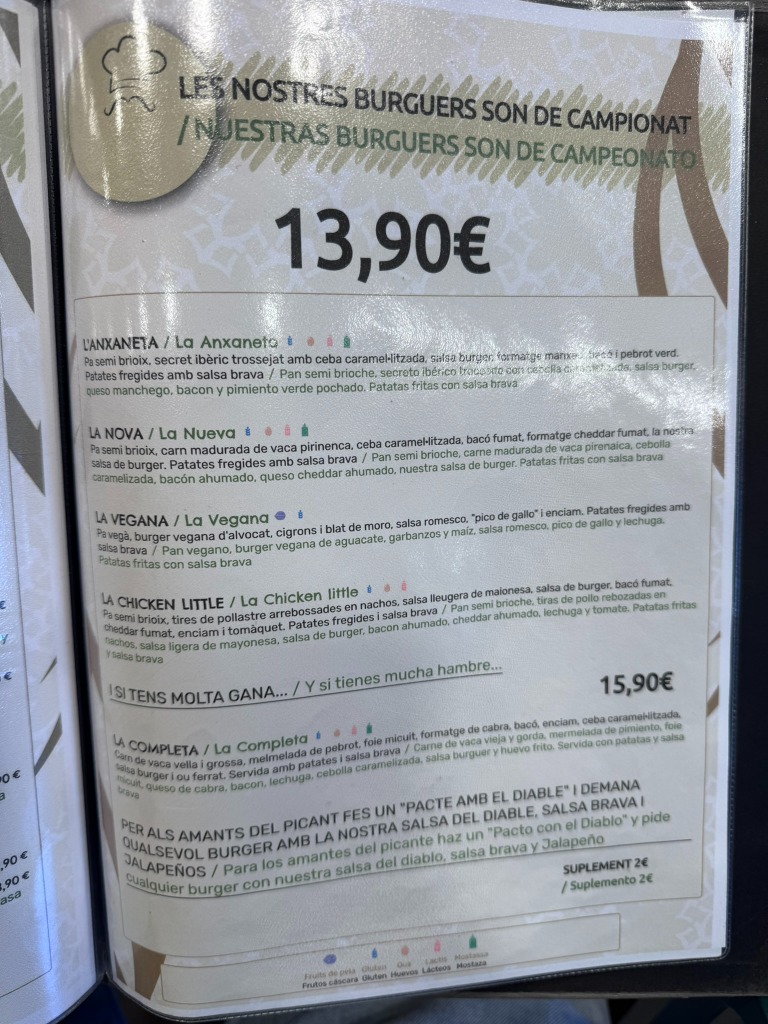 LES NOSTRES BURGUERS SON DE CAMPIONAT
/ NUESTRAS BURGUERS SON DE CAMPEONATO
13,90€
L'ANXANETA / La Anxaneta
Pa semi brioix, secret ibèric trossejat amb ceba caramel·litzada, salsa burger, formatge i pebrot verd.
Patates fregides amb salsa brava / Pan semi brioche, secreto ibérico troceado con cebolla salsa burger,
queso manchego, bacon y pimiento verde pochado. Patatas fritas con salsa brava
LA NOVA / La Nueva
Pa semi brioix, carn madurada de vaca pirinenca, ceba caramel·litzada, bacó fumat, formatge cheddar fumat, la nostra
salsa de burger. Patates fregides amb salsa brava / Pan semi brioche, carne madurada de vaca pirenaica, cebolla
caramelizada, bacón ahumado, queso cheddar ahumado, nuestra salsa de burger. Patatas fritas con salsa brava
LA VEGANA / La Vegana
Pa vegà, burger vegana d'alvocat, cigrons i blat de moro, salsa romesco, "pico de gallo" i enciam. Patates fregides amb
salsa brava / Pan vegano, burger vegana de aguacate, garbanzos y maíz, salsa romesco, pico de gallo y lechuga.
Patatas fritas con salsa brava
LA CHICKEN LITTLE / La Chicken little
Pa semi brioix, tires de pollastre arrebossades en nachos, salsa lleugera de maionesa, salsa de burger, bacó fumat,
cheddar fumat, enciam i tomàquet. Patates fregides i salsa brava / Pan semi brioche, tiras de pollo rebozadas en
nachos, salsa ligera de mayonesa, salsa de burger, bacon ahumado, cheddar ahumado, lechuga y tomate. Patatas fritas
y salsa brava
I SI TENS MOLTA GANA... / Y si tienes mucha hambre...
15,90€
LA COMPLETA / La Completa
Carn de vaca vella i grossa, melmelada de pebrot, foie micuit, formatge de cabra, bacó, enciam, ceba caramel·litzada,
salsa burger i ou ferrat. Servida amb patates i salsa brava / Carne de vaca vieja y gorda, mermelada de pimiento, foie
micuit, queso de cabra, bacon, lechuga, cebolla caramelizada, salsa burguer y huevo frito. Servida con patatas y salsa
brava
PER ALS AMANTS DEL PICANT FES UN "PACTE AMB EL DIABLE" I DEMANA
QUALSEVOL BURGER AMB LA NOSTRA SALSA DEL DIABLE, SALSA BRAVA I
JALAPEÑOS / Para los amantes del picante haz un "Pacto con el Diablo" y pide
cualquier burger con nuestra salsa del diablo, salsa brava y Jalapeño
SUPLEMENT 2€
/ Suplemento 2€
Fruits de pela Gluten Ous Lactis Mostassa
Frutos cáscara Gluten Huevos Lácteos Mostaza
€
y
€
,90 €
,90 €
asa